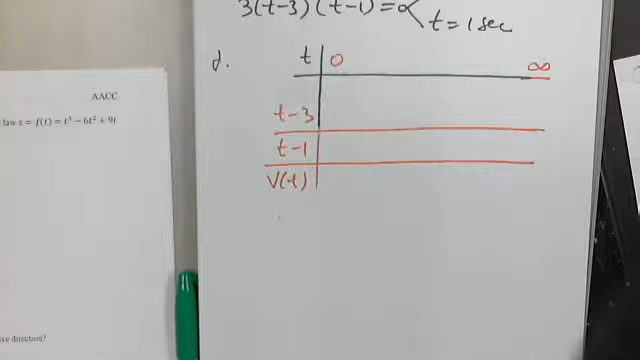 3(t-3)(t-1)=0
t=1 sec
AACC
law s = f(t) = t³ - 6t² + 9t
d.
t 0 ∞
t-3
t-1
V(t)
ve direction?